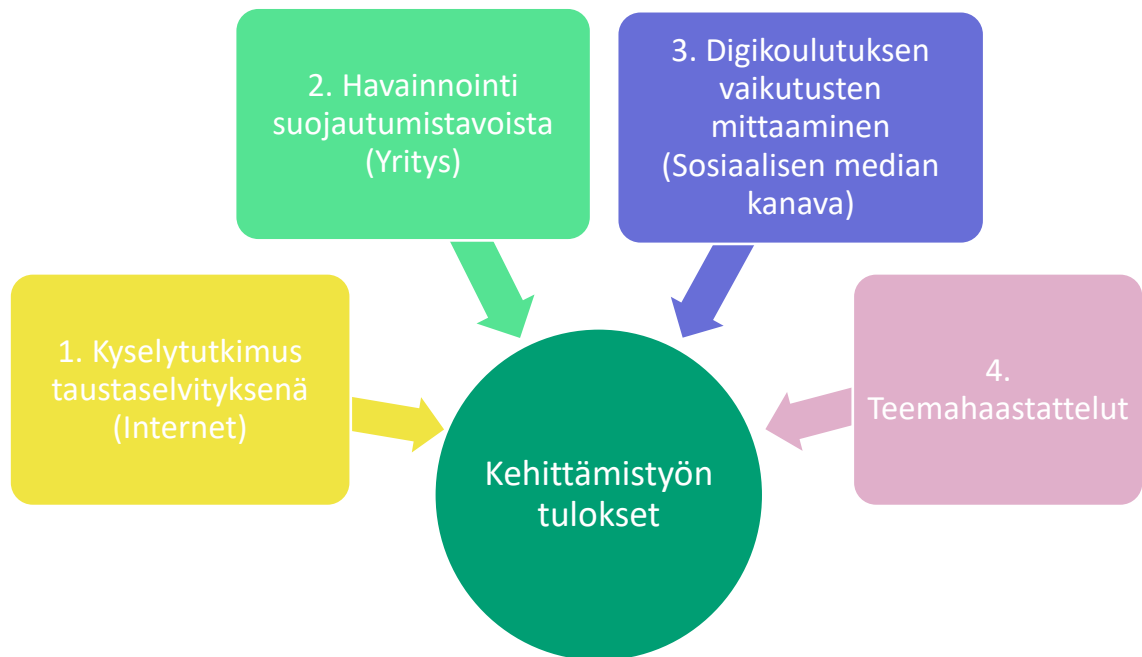 1. Kyselytutkimus
taustaselvityksenä
(Internet)
2. Havainnointi
suojautumistavoista
(Yritys)
3. Digikoulutuksen
vaikutusten
mittaaminen
(Sosiaalisen median
kanava)
4.
Teemahaastattelut
Kehittämistyön
tulokset